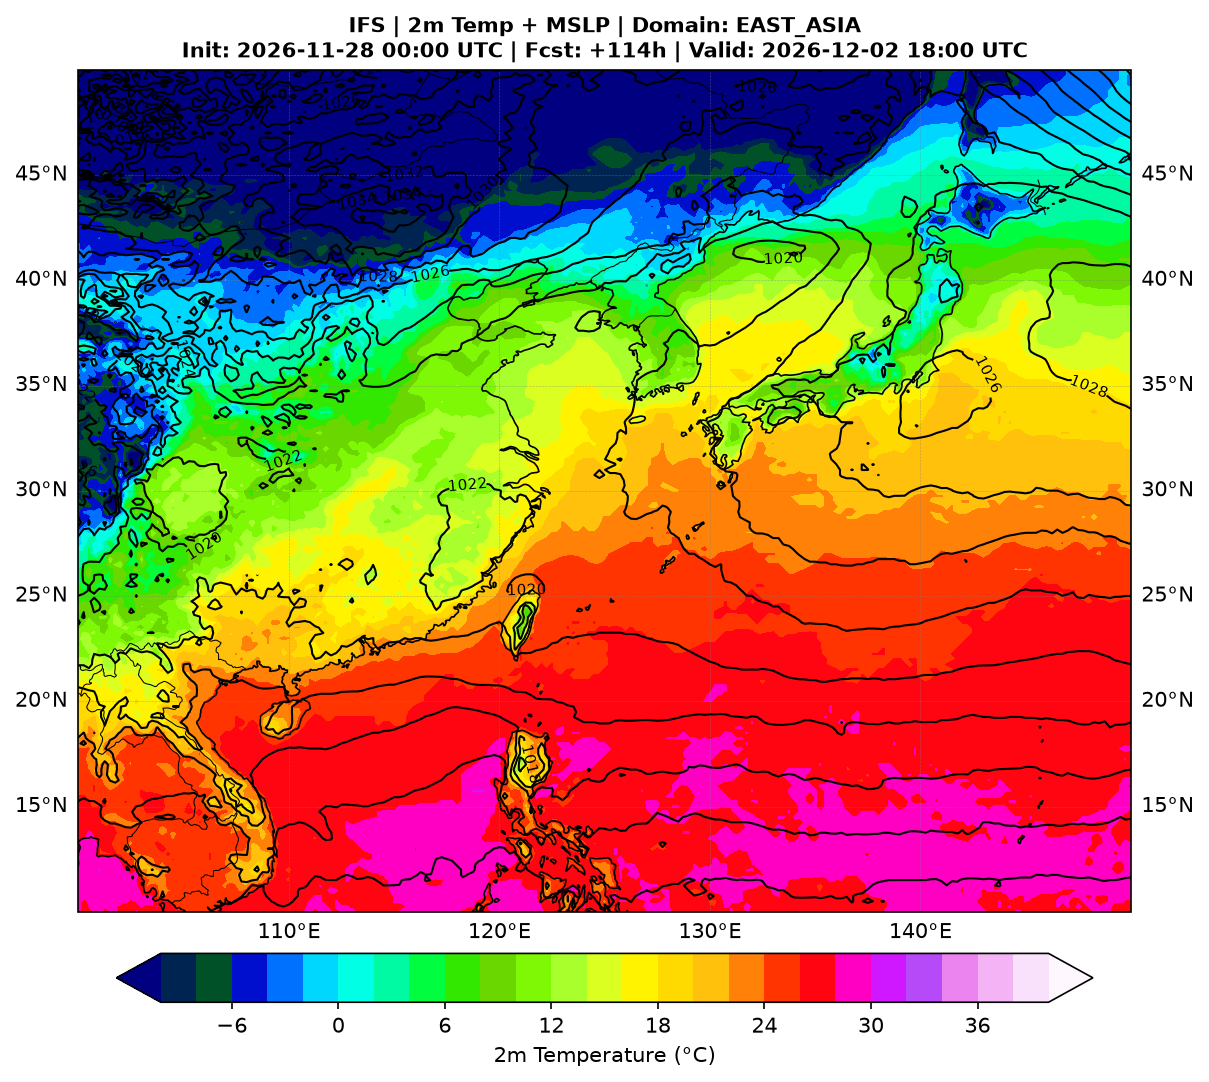 IFS | 2m Temp + MSLP | Domain: EAST_ASIA
Init: 2026-11-28 00:00 UTC | Fcst: +114h | Valid: 2026-12-02 18:00 UTC
45°N 45°N
40°N 40°N
35°N 35°N
30°N 30°N
25°N 25°N
20°N 20°N
15°N 15°N
1028 1026
1020
1026
1028
1022
1022
1020
1020
1018
110°E 120°E 130°E 140°E
−6 0 6 12 18 24 30 36
2m Temperature (°C)